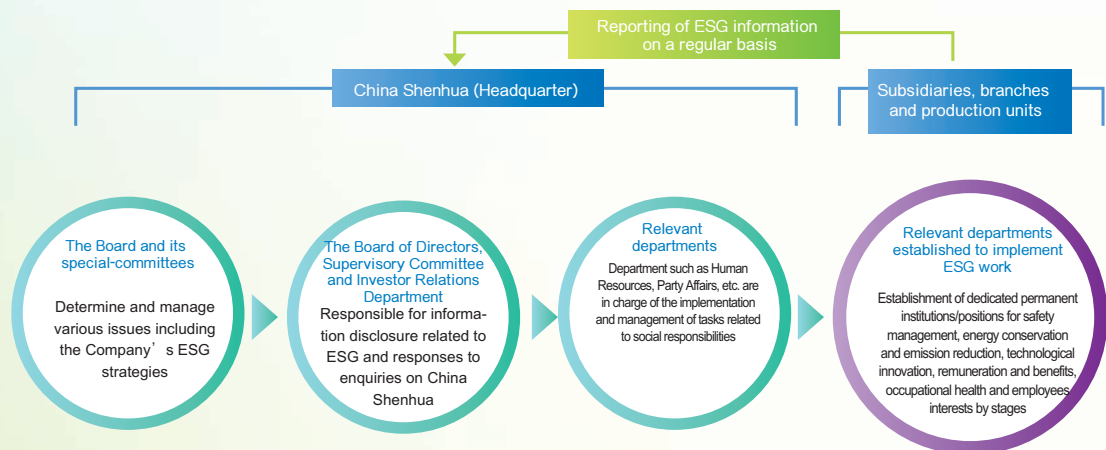 Reporting of ESG information
on a regular basis
China Shenhua (Headquarter)
Subsidiaries, branches
and production units
The Board and its
special-committees
Determine and manage
various issues including
the Company’s ESG
strategies
The Board of Directors,
Supervisory Committee
and Investor Relations
Department
Responsible for informa-
tion disclosure related to
ESG and responses to
enquiries on China
Shenhua
Relevant
departments
Department such as Human
Resources, Party Affairs, etc. are
in charge of the implementation
and management of tasks related
to social responsibilities
Relevant departments
established to implement
ESG work
Establishment of dedicated permanent
institutions/positions for safety
management, energy conservation
and emission reduction, technological
innovation, remuneration and benefits,
occupational health and employees
interests by stages